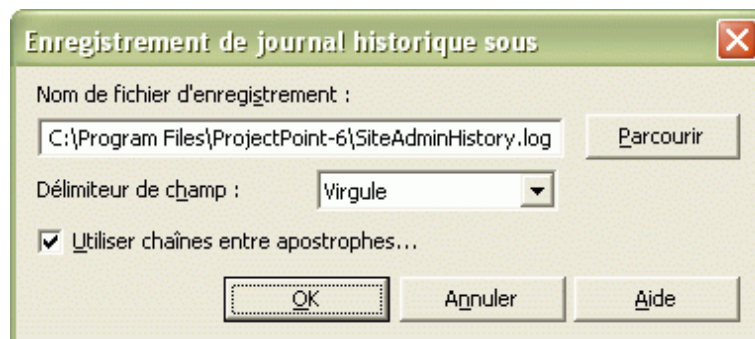 Enregistrement de journal historique sous
Nom de fichier d'enregistrement :
C:\Program Files\ProjectPoint-6\SiteAdminHistory.log
Parcourir
Délimiteur de champ :
Virgule
Utiliser chaînes entre apostrophes...
OK
Annuler
Aide